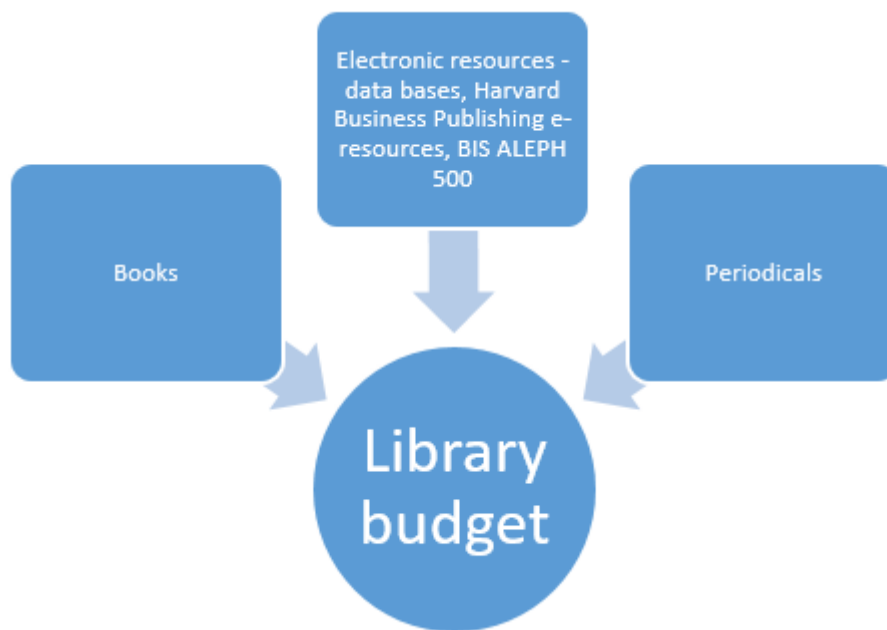 Electronic resources -
data bases, Harvard
Business Publishing e-
resources, BIS ALEPH
500
Books
Periodicals
Library
budget